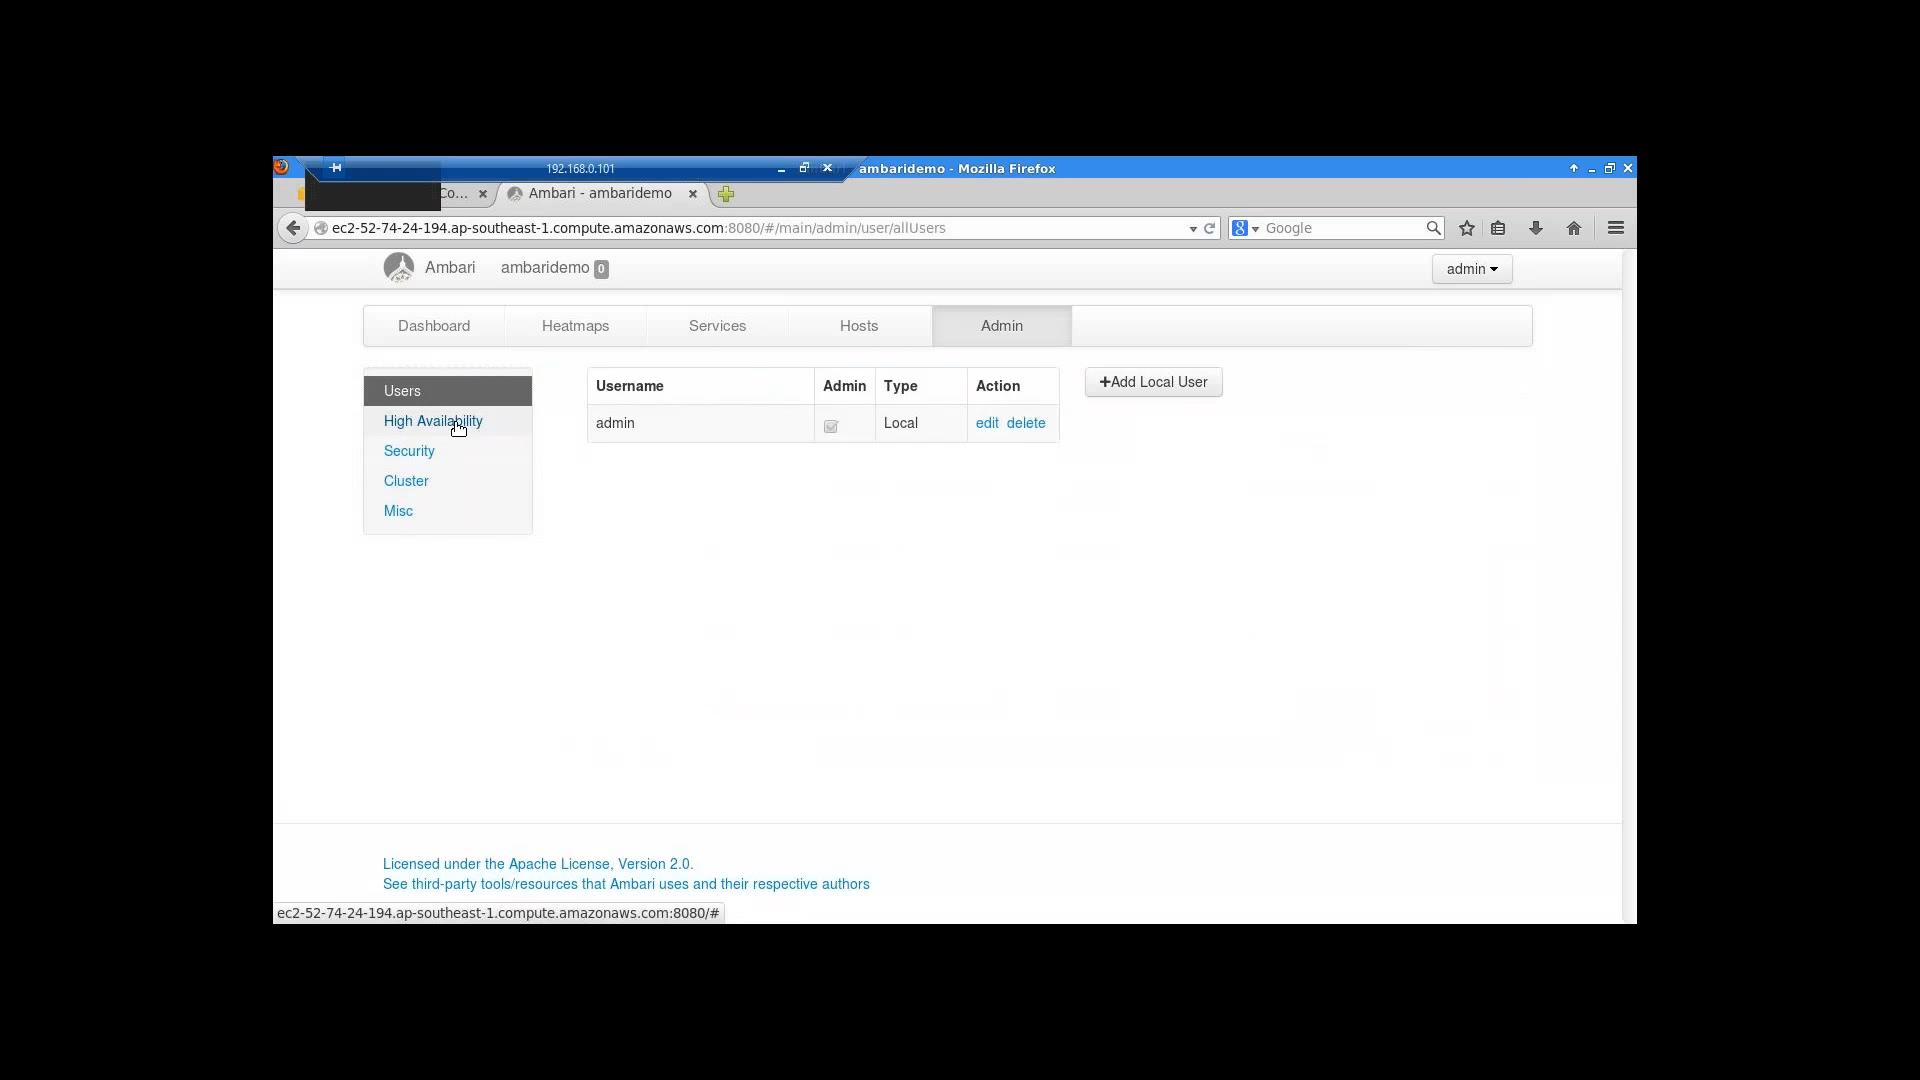 192.168.0.101
ambaridemo - Mozilla Firefox
Co...
Ambari - ambaridemo
ec2-52-74-24-194.ap-southeast-1.compute.amazonaws.com:8080/#/main/admin/user/allUsers
Google
Ambari ambaridemo 0
admin
Dashboard Heatmaps Services Hosts Admin
Users
High Availability
Security
Cluster
Misc
Username Admin Type Action
admin Local edit delete
Add Local User
Licensed under the Apache License, Version 2.0.
See third-party tools/resources that Ambari uses and their respective authors
ec2-52-74-24-194.ap-southeast-1.compute.amazonaws.com:8080/#